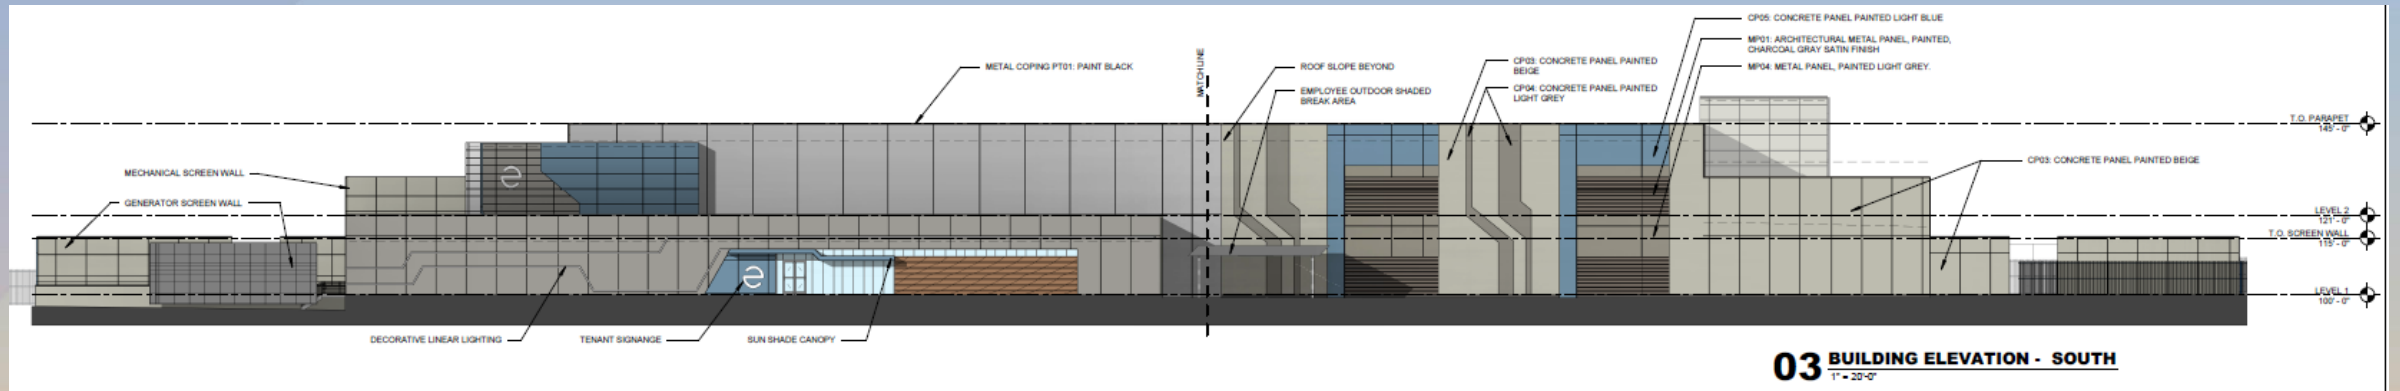 CP05: CONCRETE PANEL PAINTED LIGHT BLUE
MP01: ARCHITECTURAL METAL PANEL, PAINTED,
CHARCOAL GRAY SATIN FINISH
MP04: METAL PANEL, PAINTED LIGHT GREY.
METAL COPING PT01: PAINT BLACK
MATCHLINE
ROOF SLOPE BEYOND
EMPLOYEE OUTDOOR SHADED
BREAK AREA
CP03: CONCRETE PANEL PAINTED
BEIGE
CP04: CONCRETE PANEL PAINTED
LIGHT GREY
T.O. PARAPET
145' - 0"
CP03: CONCRETE PANEL PAINTED BEIGE
MECHANICAL SCREEN WALL
GENERATOR SCREEN WALL
LEVEL 2
121' - 0"
T.O. SCREEN WALL
115' - 0"
LEVEL 1
100' - 0"
DECORATIVE LINEAR LIGHTING
TENANT SIGNANGE
SUN SHADE CANOPY
03 BUILDING ELEVATION - SOUTH
1" = 20'-0"